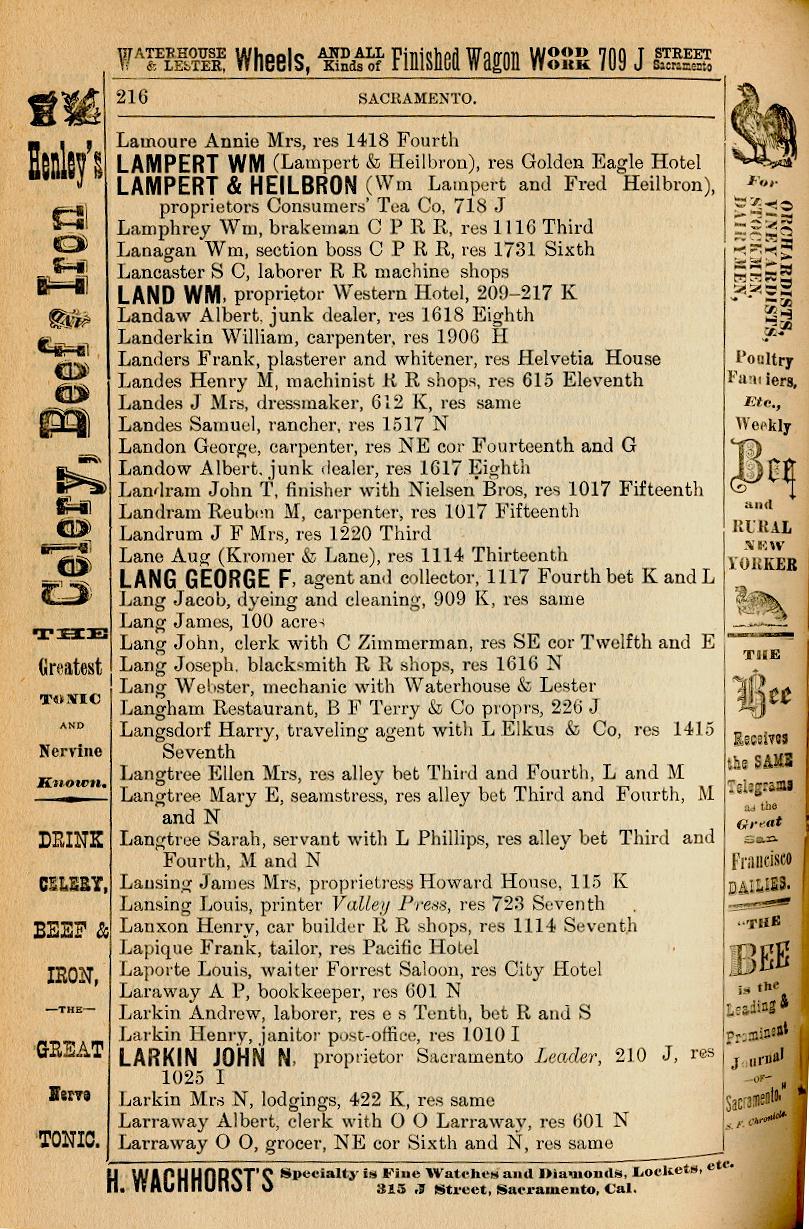 WATERHOUSE & LESTER, Wheels, AND ALL Kinds of Finished Wagon WOOD WORK 709 J STREET Sacramento
216 SACRAMENTO.
Lamoure Annie Mrs, res 1418 Fourth
LAMPERT WM (Lampert & Heilbron), res Golden Eagle Hotel
LAMPERT & HEILBRON (Wm Lampert and Fred Heilbron),
proprietors Consumers' Tea Co, 718 J
Lamphrey Wm, brakeman C P R R, res 1116 Third
Lanagan Wm, section boss C P R R, res 1731 Sixth
Lancaster S C, laborer R R machine shops
LAND WM, proprietor Western Hotel, 209–217 K
Landaw Albert, junk dealer, res 1618 Eighth
Landerkin William, carpenter, res 1906 H
Landers Frank, plasterer and whitener, res Helvetia House
Landes Henry M, machinist R R shops, res 615 Eleventh
Landes J Mrs, dressmaker, 612 K, res same
Landes Samuel, rancher, res 1517 N
Landon George, carpenter, res NE cor Fourteenth and G
Landow Albert, junk dealer, res 1617 Eighth
Landram John T, finisher with Nielsen Bros, res 1017 Fifteenth
Landram Reuben M, carpenter, res 1017 Fifteenth
Landrum J F Mrs, res 1220 Third
Lane Aug (Kromer & Lane), res 1114 Thirteenth
LANG GEORGE F, agent and collector, 1117 Fourth bet K and L
Lang Jacob, dyeing and cleaning, 909 K, res same
Lang James, 100 acres
Lang John, clerk with C Zimmerman, res SE cor Twelfth and E
Lang Joseph, blacksmith R R shops, res 1616 N
Lang Webster, mechanic with Waterhouse & Lester
Langham Restaurant, B F Terry & Co proprs, 226 J
Langsdorf Harry, traveling agent with L Elkus & Co, res 1415
Seventh
Langtree Ellen Mrs, res alley bet Third and Fourth, L and M
Langtree Mary E, seamstress, res alley bet Third and Fourth, M
and N
Langtree Sarah, servant with L Phillips, res alley bet Third and
Fourth, M and N
Lansing James Mrs, proprietress Howard House, 115 K
Lansing Louis, printer Valley Press, res 723 Seventh
Lanxon Henry, car builder R R shops, res 1114 Seventh
Lapique Frank, tailor, res Pacific Hotel
Laporte Louis, waiter Forrest Saloon, res City Hotel
Laraway A P, bookkeeper, res 601 N
Larkin Andrew, laborer, res e s Tenth, bet R and S
Larkin Henry, janitor post-office, res 1010 I
LARKIN JOHN N, proprietor Sacramento Leader, 210 J, res
1025 I
Larkin Mrs N, lodgings, 422 K, res same
Larraway Albert, clerk with O O Larraway, res 601 N
Larraway O O, grocer, NE cor Sixth and N, res same
Henley's
Celery, Beef & Iron
THE
Greatest
TONIC
AND
Nervine
Known.
DRINK
CELERY,
BEEF &
IRON,
—THE—
GREAT
Nerve
TONIC.
For
ORCHARDISTS,
VINEYARDISTS,
STOCKMEN,
DAIRYMEN,
Poultry
Fanciers,
Etc.,
Weekly
Bee
and
RURAL
NEW
YORKER
THE
Bee
Receives
the SAME
Telegrams
as the
Great
San
Francisco
DAILIES.
"THE
BEE
is the
Leading &
Prominent
Journal
—OF—
Sacramento."
S. F. Chronicle.
H. WACHHORST'S Specialty is Fine Watches and Diamonds, Lockets, etc.
315 J Street, Sacramento, Cal.